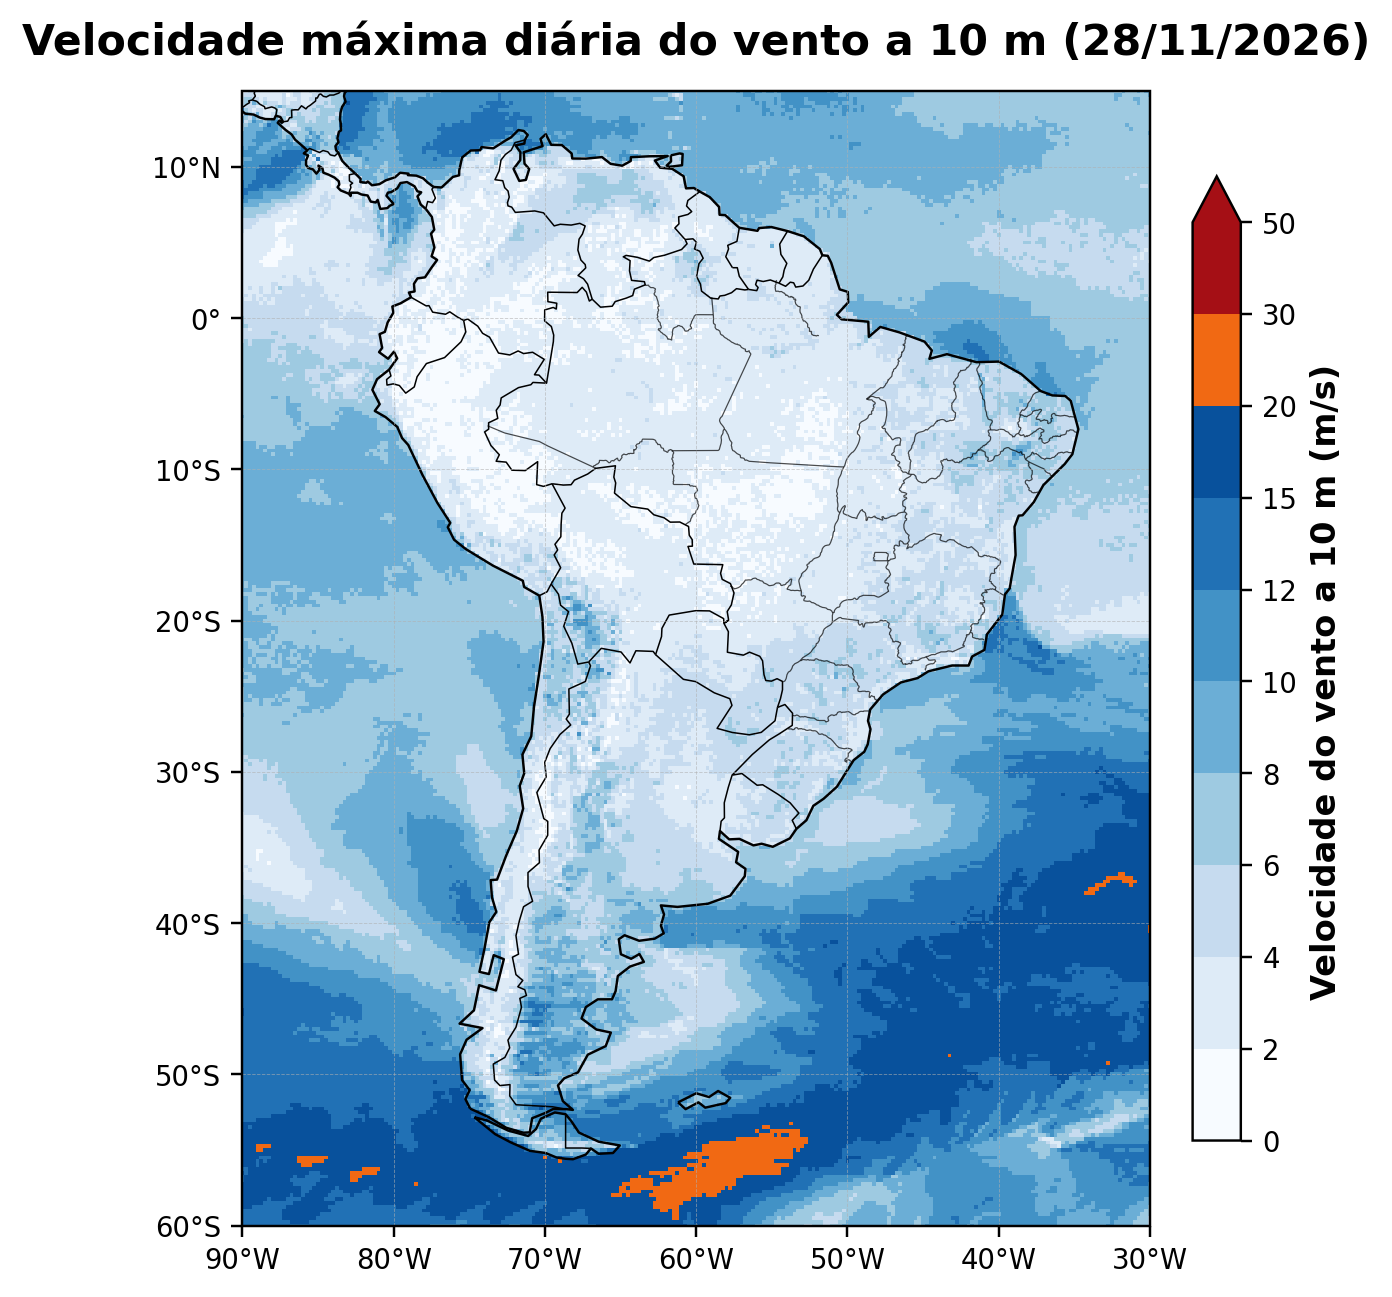 Velocidade máxima diária do vento a 10 m (28/11/2026)
10°N
0°
10°S
20°S
30°S
40°S
50°S
60°S
90°W
80°W
70°W
60°W
50°W
40°W
30°W
50
30
20
15
12
10
8
6
4
2
0
Velocidade do vento a 10 m (m/s)